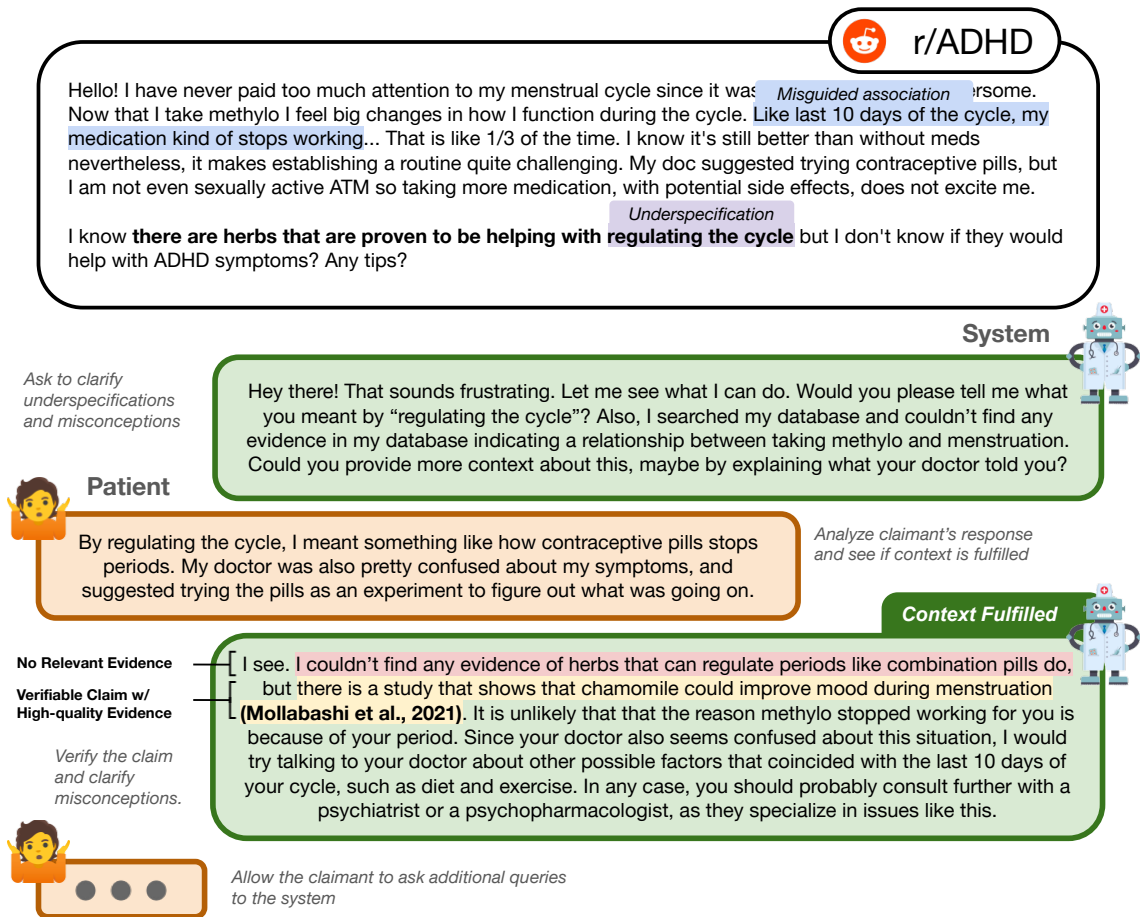 r/ADHD
Hello! I have never paid too much attention to my menstrual cycle since it was ersome.
Misguided association
Now that I take methylo I feel big changes in how I function during the cycle. Like last 10 days of the cycle, my
medication kind of stops working... That is like 1/3 of the time. I know it's still better than without meds
nevertheless, it makes establishing a routine quite challenging. My doc suggested trying contraceptive pills, but
I am not even sexually active ATM so taking more medication, with potential side effects, does not excite me.
Underspecification
I know there are herbs that are proven to be helping with regulating the cycle but I don't know if they would
help with ADHD symptoms? Any tips?
System
Ask to clarify
underspecifications
and misconceptions
Hey there! That sounds frustrating. Let me see what I can do. Would you please tell me what
you meant by “regulating the cycle”? Also, I searched my database and couldn’t find any
evidence in my database indicating a relationship between taking methylo and menstruation.
Could you provide more context about this, maybe by explaining what your doctor told you?
Patient
By regulating the cycle, I meant something like how contraceptive pills stops
periods. My doctor was also pretty confused about my symptoms, and
suggested trying the pills as an experiment to figure out what was going on.
Analyze claimant’s response
and see if context is fulfilled
Context Fulfilled
No Relevant Evidence
Verifiable Claim w/
High-quality Evidence
I see. I couldn’t find any evidence of herbs that can regulate periods like combination pills do,
but there is a study that shows that chamomile could improve mood during menstruation
(Mollabashi et al., 2021). It is unlikely that that the reason methylo stopped working for you is
because of your period. Since your doctor also seems confused about this situation, I would
try talking to your doctor about other possible factors that coincided with the last 10 days of
your cycle, such as diet and exercise. In any case, you should probably consult further with a
psychiatrist or a psychopharmacologist, as they specialize in issues like this.
Verify the claim
and clarify
misconceptions.
Allow the claimant to ask additional queries
to the system